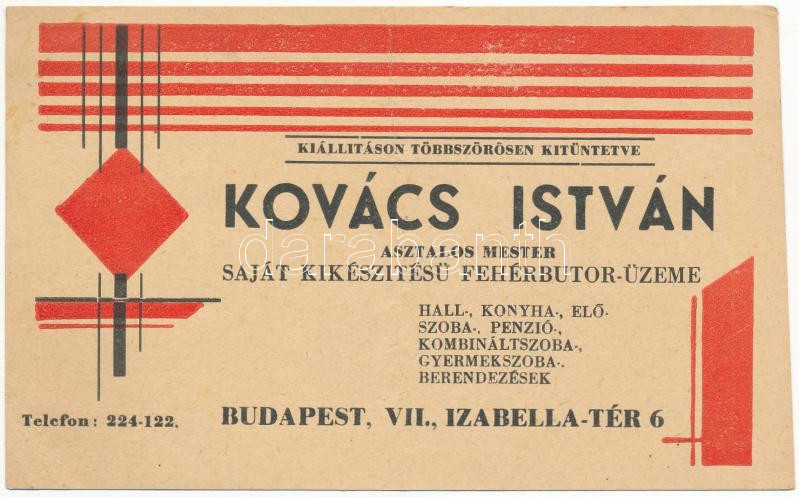 KIÁLLITÁSON TÖBBSZÖRÖSEN KITÜNTETVE
KOVÁCS ISTVÁN
ASZTALOS MESTER
SAJÁT KIKÉSZITÉSÜ FEHÉRBUTOR-ÜZEME
HALL-, KONYHA-, ELŐ-
SZOBA-, PENZIÓ-,
KOMBINÁLTSZOBA-,
GYERMEKSZOBA-,
BERENDEZÉSEK
Telefon: 224-122.
BUDAPEST, VII., IZABELLA-TÉR 6
darabanth